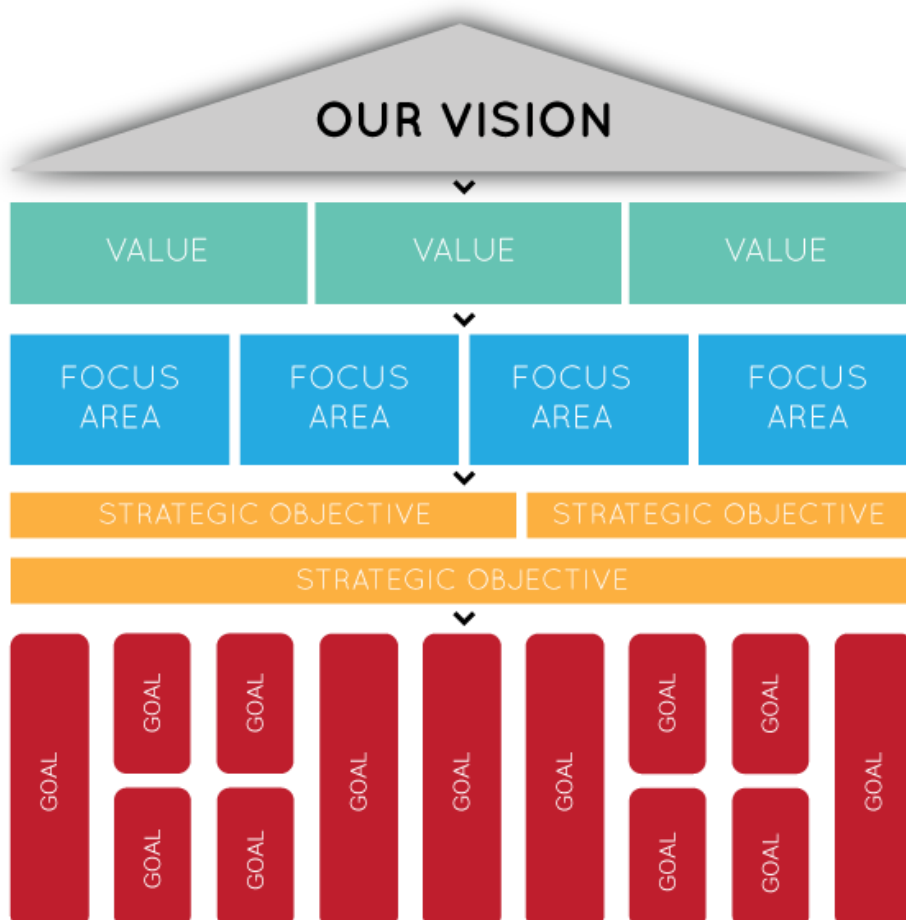 OUR VISION
VALUE VALUE VALUE
FOCUS FOCUS FOCUS FOCUS
AREA AREA AREA AREA
STRATEGIC OBJECTIVE STRATEGIC OBJECTIVE
STRATEGIC OBJECTIVE
GOAL GOAL GOAL GOAL
GOAL GOAL GOAL GOAL GOAL
GOAL GOAL GOAL GOAL